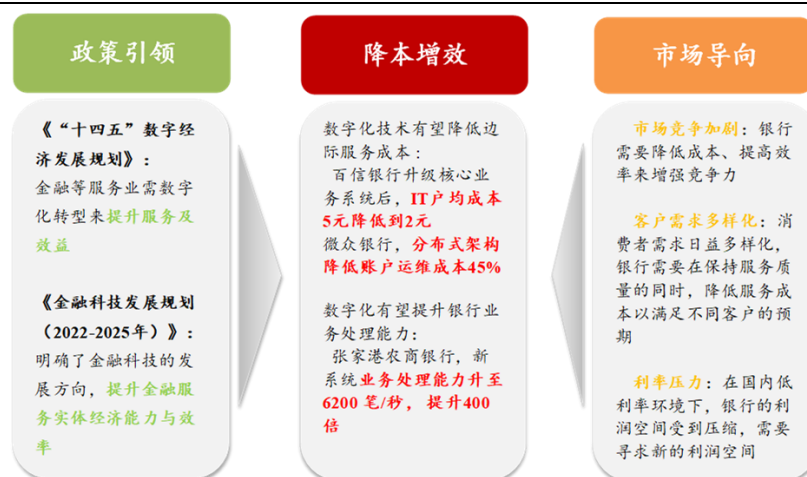 政策引领
《“十四五”数字经
济发展规划》：
金融等服务业需数字
化转型来提升服务及
效益
《金融科技发展规划
（2022-2025年）》：
明确了金融科技的发
展方向，提升金融服
务实体经济能力与效
率
降本增效
数字化技术有望降低边
际服务成本：
百信银行升级核心业
务系统后，IT户均成本
5元降低到2元
微众银行，分布式架构
降低账户运维成本45%
数字化有望提升银行业
务处理能力：
张家港农商银行，新
系统业务处理能力升至
6200 笔/秒，提升400
倍
市场导向
市场竞争加剧：银行
需要降低成本、提高效
率来增强竞争力
客户需求多样化：消
费者需求日益多样化，
银行需要在保持服务质
量的同时，降低服务成
本以满足不同客户的预
期
利率压力：在国内低
利率环境下，银行的利
润空间受到压缩，需要
寻求新的利润空间